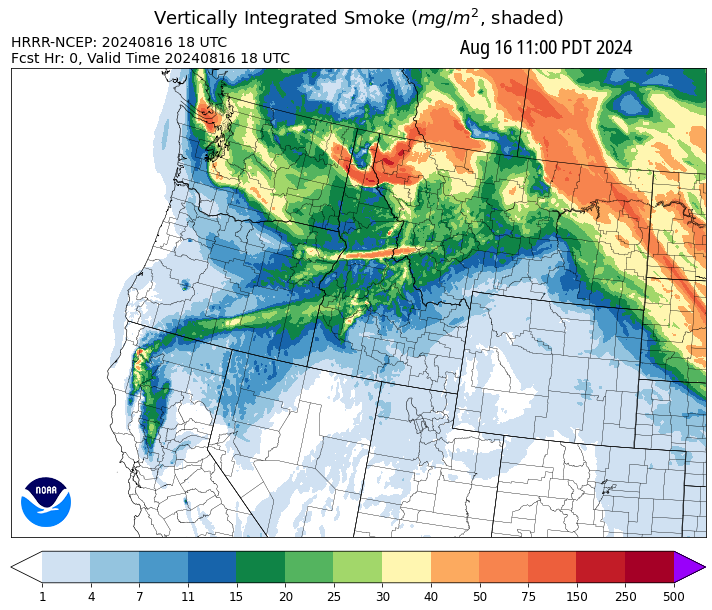 Vertically Integrated Smoke (mg/m², shaded)
HRRR-NCEP: 20240816 18 UTC
Aug 16 11:00 PDT 2024
Fcst Hr: 0, Valid Time 20240816 18 UTC
NOAA
1 4 7 11 15 20 25 30 40 50 75 150 250 500